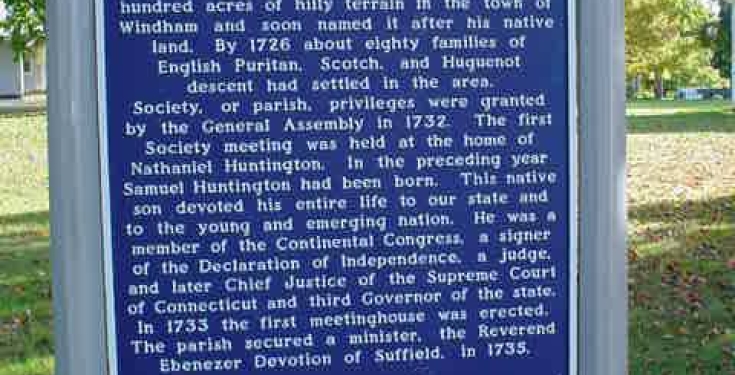 hundred acres of hilly terrain in the town of
Windham and soon named it after his native
land. By 1726 about eighty families of
English Puritan, Scotch, and Huguenot
descent had settled in the area.
Society, or parish, privileges were granted
by the General Assembly in 1732. The first
Society meeting was held at the home of
Nathaniel Huntington. In the preceding year
Samuel Huntington had been born. This native
son devoted his entire life to our state and
to the young and emerging nation. He was a
member of the Continental Congress, a signer
of the Declaration of Independence, a judge,
and later Chief Justice of the Supreme Court
of Connecticut and third Governor of the state.
In 1733 the first meetinghouse was erected.
The parish secured a minister, the Reverend
Ebenezer Devotion of Suffield, in 1735.